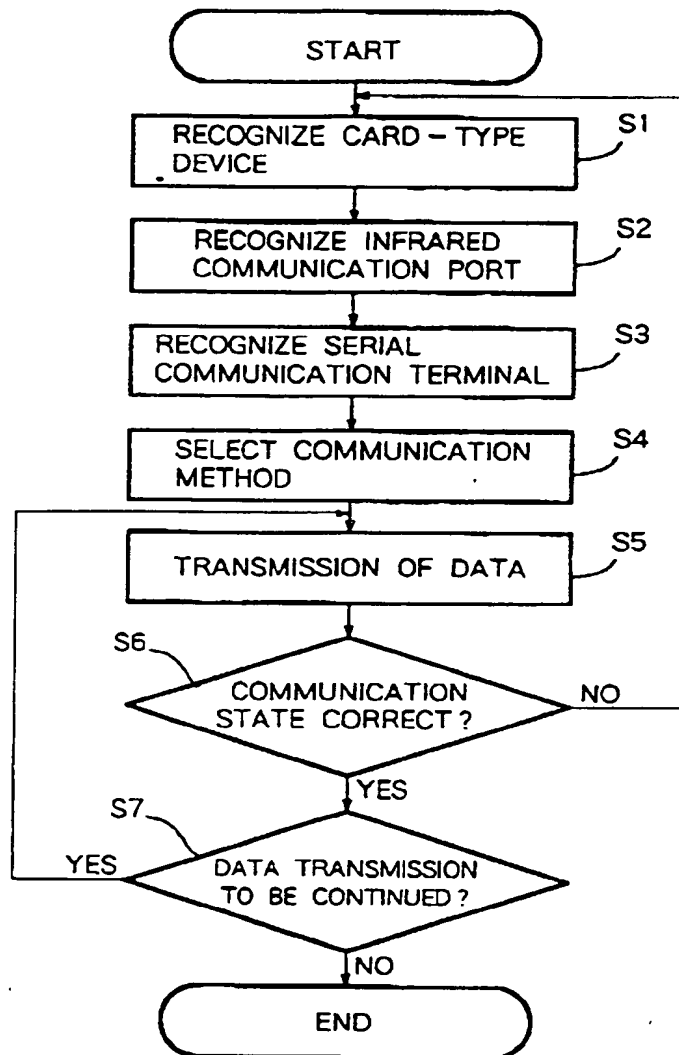 START
RECOGNIZE CARD-TYPE
DEVICE
S1
RECOGNIZE INFRARED
COMMUNICATION PORT
S2
RECOGNIZE SERIAL
COMMUNICATION TERMINAL
S3
SELECT COMMUNICATION
METHOD
S4
TRANSMISSION OF DATA
S5
S6
COMMUNICATION
STATE CORRECT?
NO
YES
S7
DATA TRANSMISSION
TO BE CONTINUED?
YES
NO
END